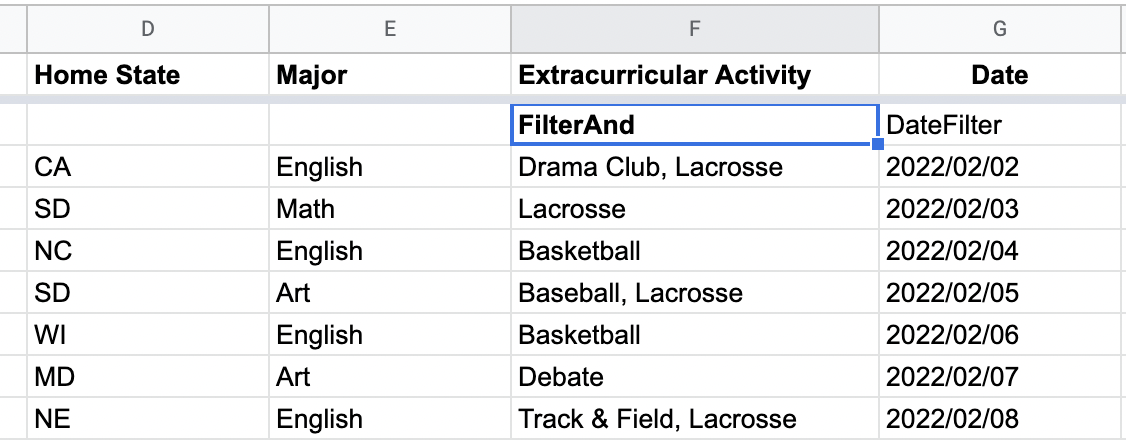 D E F G
Home State Major Extracurricular Activity Date
FilterAnd DateFilter
CA English Drama Club, Lacrosse 2022/02/02
SD Math Lacrosse 2022/02/03
NC English Basketball 2022/02/04
SD Art Baseball, Lacrosse 2022/02/05
WI English Basketball 2022/02/06
MD Art Debate 2022/02/07
NE English Track & Field, Lacrosse 2022/02/08